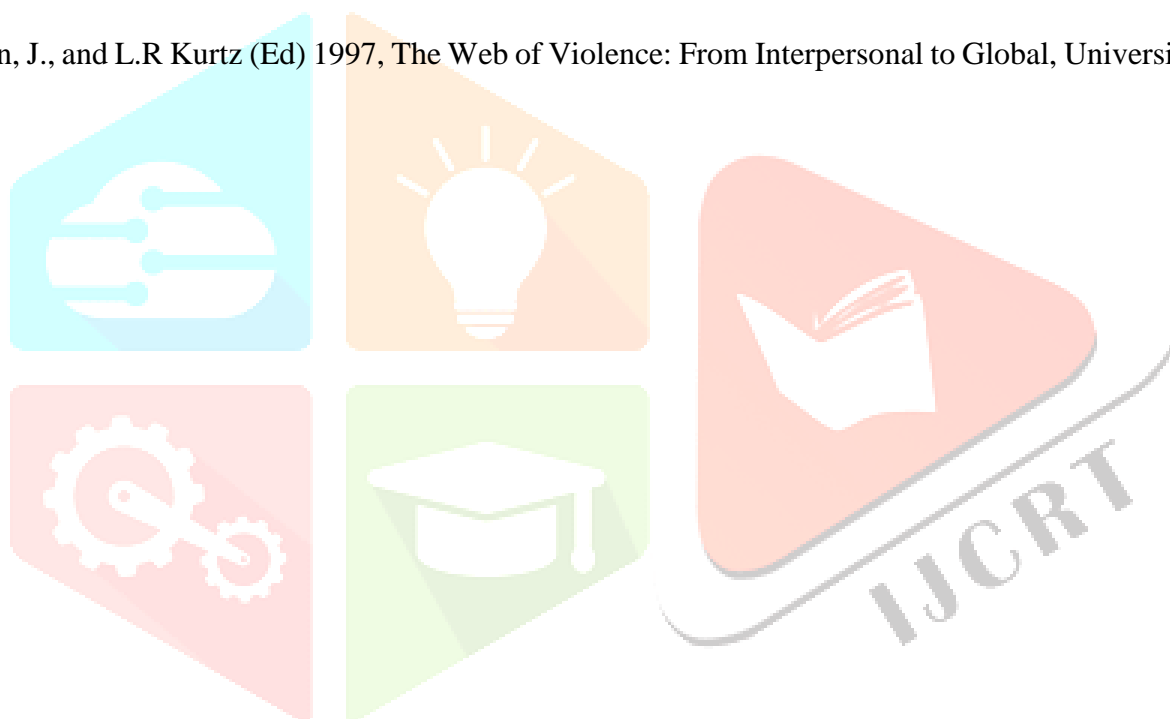 n, J., and L.R Kurtz (Ed) 1997, The Web of Violence: From Interpersonal to Global, Universi
IJCRT